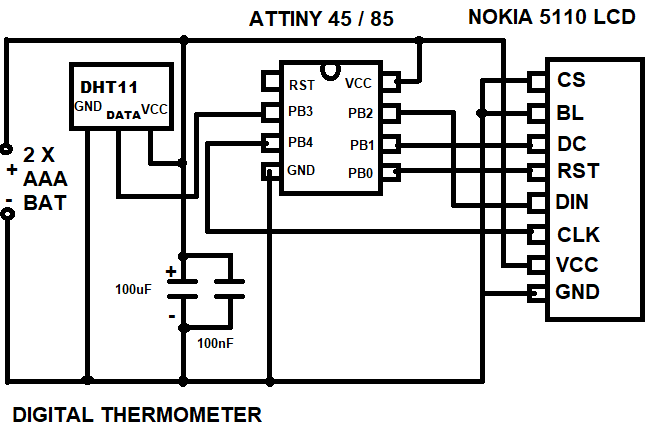 ATTINY 45 / 85
NOKIA 5110 LCD
DHT11
GND
DATA
VCC
RST
VCC
PB3
PB2
PB4
PB1
GND
PB0
CS
BL
DC
RST
DIN
CLK
VCC
GND
2 X
+ AAA
- BAT
+
100uF
-
100nF
DIGITAL THERMOMETER